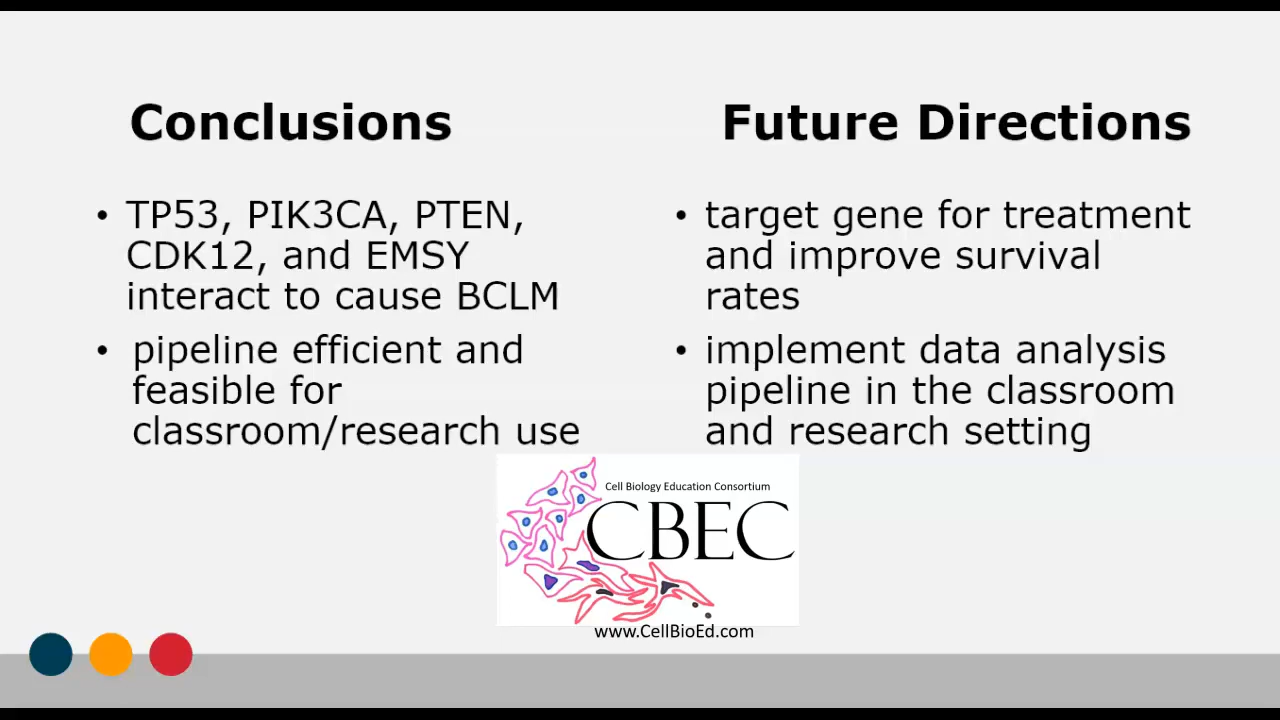 Conclusions
• TP53, PIK3CA, PTEN,
CDK12, and EMSY
interact to cause BCLM
• pipeline efficient and
feasible for
classroom/research use
Future Directions
• target gene for treatment
and improve survival
rates
• implement data analysis
pipeline in the classroom
and research setting
Cell Biology Education Consortium
CBEC
www.CellBioEd.com